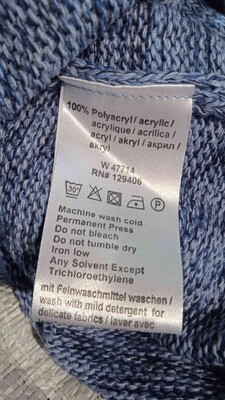 100% Polyacryl / acrylic /
acrylique / acrilica /
acryl / akryl / акрил /
akryl
W 47714
RN# 129406
30°
P
Machine wash cold
Permanent Press
Do not bleach
Do not tumble dry
Iron low
Any Solvent Except
Trichloroethylene
mit Feinwaschmittel waschen /
wash with mild detergent for
delicate fabrics / laver avec